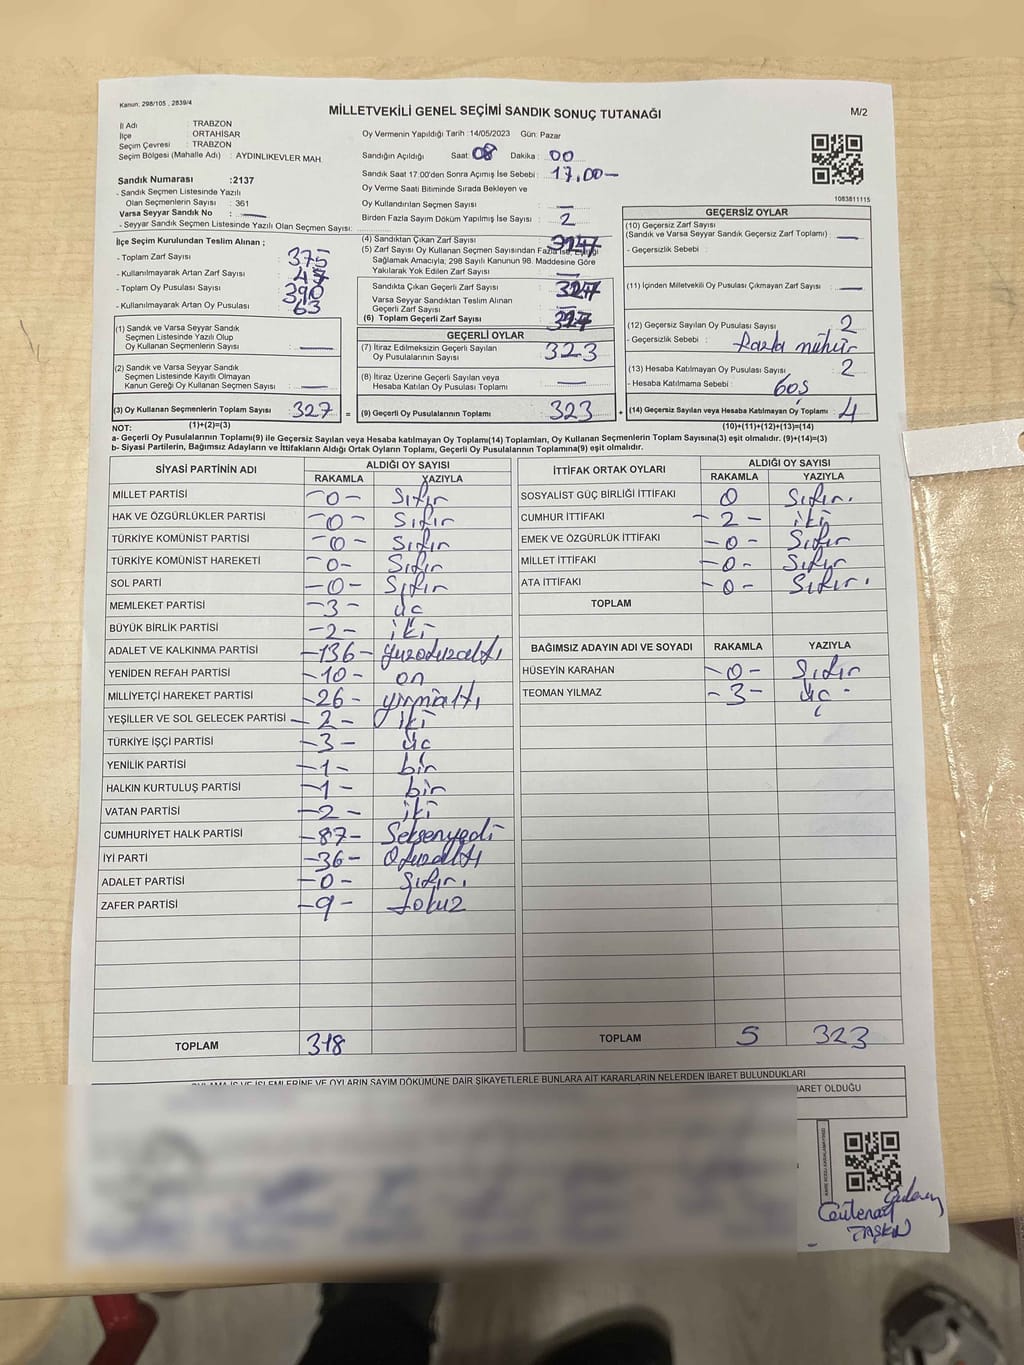 Kanun, 298/105 , 2839/4
MİLLETVEKİLİ GENEL SEÇİMİ SANDIK SONUÇ TUTANAĞI
M/2
İl Adı : TRABZON
İlçe : ORTAHİSAR
Seçim Çevresi : TRABZON
Seçim Bölgesi (Mahalle Adı) : AYDINLIKEVLER MAH.
Oy Vermenin Yapıldığı Tarih :14/05/2023 Gün: Pazar
Sandığın Açıldığı Saat: 08 Dakika : 00
Sandık Saat 17.00'den Sonra Açılmış İse Sebebi : 17,00—
Oy Verme Saati Bitiminde Sırada Bekleyen ve
Oy Kullandırılan Seçmen Sayısı : —
Birden Fazla Sayım Döküm Yapılmış İse Sayısı : 2
1083811115
Sandık Numarası :2137
- Sandık Seçmen Listesinde Yazılı
Olan Seçmenlerin Sayısı : 361
Varsa Seyyar Sandık No : —
- Seyyar Sandık Seçmen Listesinde Yazılı Olan Seçmen Sayısı:
İlçe Seçim Kurulundan Teslim Alınan ;
- Toplam Zarf Sayısı : 375
- Kullanılmayarak Artan Zarf Sayısı :
- Toplam Oy Pusulası Sayısı : 390
- Kullanılmayarak Artan Oy Pusulası : 63
(1) Sandık ve Varsa Seyyar Sandık
Seçmen Listesinde Yazılı Olup
Oy Kullanan Seçmenlerin Sayısı : —
(2) Sandık ve Varsa Seyyar Sandık
Seçmen Listesinde Kayıtlı Olmayan
Kanun Gereği Oy Kullanan Seçmen Sayısı : —
(3) Oy Kullanan Seçmenlerin Toplam Sayısı : 327 =
(4) Sandıktan Çıkan Zarf Sayısı :
(5) Zarf Sayısı Oy Kullanan Seçmen Sayısından Fazla İse, Eşitliği
Sağlamak Amacıyla; 298 Sayılı Kanunun 98. Maddesine Göre
Yakılarak Yok Edilen Zarf Sayısı : —
Sandıkta Çıkan Geçerli Zarf Sayısı :
Varsa Seyyar Sandıktan Teslim Alınan
Geçerli Zarf Sayısı : —
(6) Toplam Geçerli Zarf Sayısı :
GEÇERLİ OYLAR
(7) İtiraz Edilmeksizin Geçerli Sayılan
Oy Pusulalarının Sayısı : 323
(8) İtiraz Üzerine Geçerli Sayılan veya
Hesaba Katılan Oy Pusulaları Toplamı : —
(9) Geçerli Oy Pusulalarının Toplamı : 323 +
GEÇERSİZ OYLAR
(10) Geçersiz Zarf Sayısı
(Sandık ve Varsa Seyyar Sandık Geçersiz Zarf Toplamı) : —
- Geçersizlik Sebebi :
(11) İçinden Milletvekili Oy Pusulası Çıkmayan Zarf Sayısı : —
(12) Geçersiz Sayılan Oy Pusulası Sayısı : 2
- Geçersizlik Sebebi : fazla mühür
(13) Hesaba Katılmayan Oy Pusulası Sayısı : 2
- Hesaba Katılmama Sebebi : boş
(14) Geçersiz Sayılan veya Hesaba Katılmayan Oy Toplamı : 4
NOT: (1)+(2)=(3)
(10)+(11)+(12)+(13)=(14)
a- Geçerli Oy Pusulalarının Toplamı(9) ile Geçersiz Sayılan veya Hesaba katılmayan Oy Toplamı(14) Toplamları, Oy Kullanan Seçmenlerin Toplam Sayısına(3) eşit olmalıdır. (9)+(14)=(3)
b- Siyasi Partilerin, Bağımsız Adayların ve İttifakların Aldığı Ortak Oyların Toplamı, Geçerli Oy Pusulalarının Toplamına(9) eşit olmalıdır.
SİYASİ PARTİNİN ADI ALDIĞI OY SAYISI
RAKAMLA YAZIYLA
MİLLET PARTİSİ —0— Sıfır
HAK VE ÖZGÜRLÜKLER PARTİSİ —0— Sıfır
TÜRKİYE KOMÜNİST PARTİSİ —0— Sıfır
TÜRKİYE KOMÜNİST HAREKETİ 0— Sıfır
SOL PARTİ —0— Sıfır
MEMLEKET PARTİSİ —3— üç
BÜYÜK BİRLİK PARTİSİ —2— iki
ADALET VE KALKINMA PARTİSİ —136— yüzotuzaltı
YENİDEN REFAH PARTİSİ —10— on
MİLLİYETÇİ HAREKET PARTİSİ —26— yirmialtı
YEŞİLLER VE SOL GELECEK PARTİSİ —2— iki
TÜRKİYE İŞÇİ PARTİSİ —3— üç
YENİLİK PARTİSİ —1— bir
HALKIN KURTULUŞ PARTİSİ —1— bir
VATAN PARTİSİ —2— iki
CUMHURİYET HALK PARTİSİ —87— Seksenyedi
İYİ PARTİ —36— Otuzaltı
ADALET PARTİSİ —0— Sıfır.
ZAFER PARTİSİ —9— dokuz
TOPLAM 318
İTTİFAK ORTAK OYLARI ALDIĞI OY SAYISI
RAKAMLA YAZIYLA
SOSYALİST GÜÇ BİRLİĞİ İTTİFAKI 0 Sıfır.
CUMHUR İTTİFAKI —2— iki
EMEK VE ÖZGÜRLÜK İTTİFAKI —0— Sıfır
MİLLET İTTİFAKI —0— Sıfır
ATA İTTİFAKI —0— Sıfır.
TOPLAM
BAĞIMSIZ ADAYIN ADI VE SOYADI RAKAMLA YAZIYLA
HÜSEYİN KARAHAN —0— Sıfır
TEOMAN YILMAZ —3— üç
TOPLAM 5 323
OYLAMA İŞ VE İŞLEMLERİNE VE OYLARIN SAYIM DÖKÜMÜNE DAİR ŞİKAYETLERLE BUNLARA AİT KARARLARIN NELERDEN İBARET BULUNDUKLARI
İBARET OLDUĞU
TAŞKIN